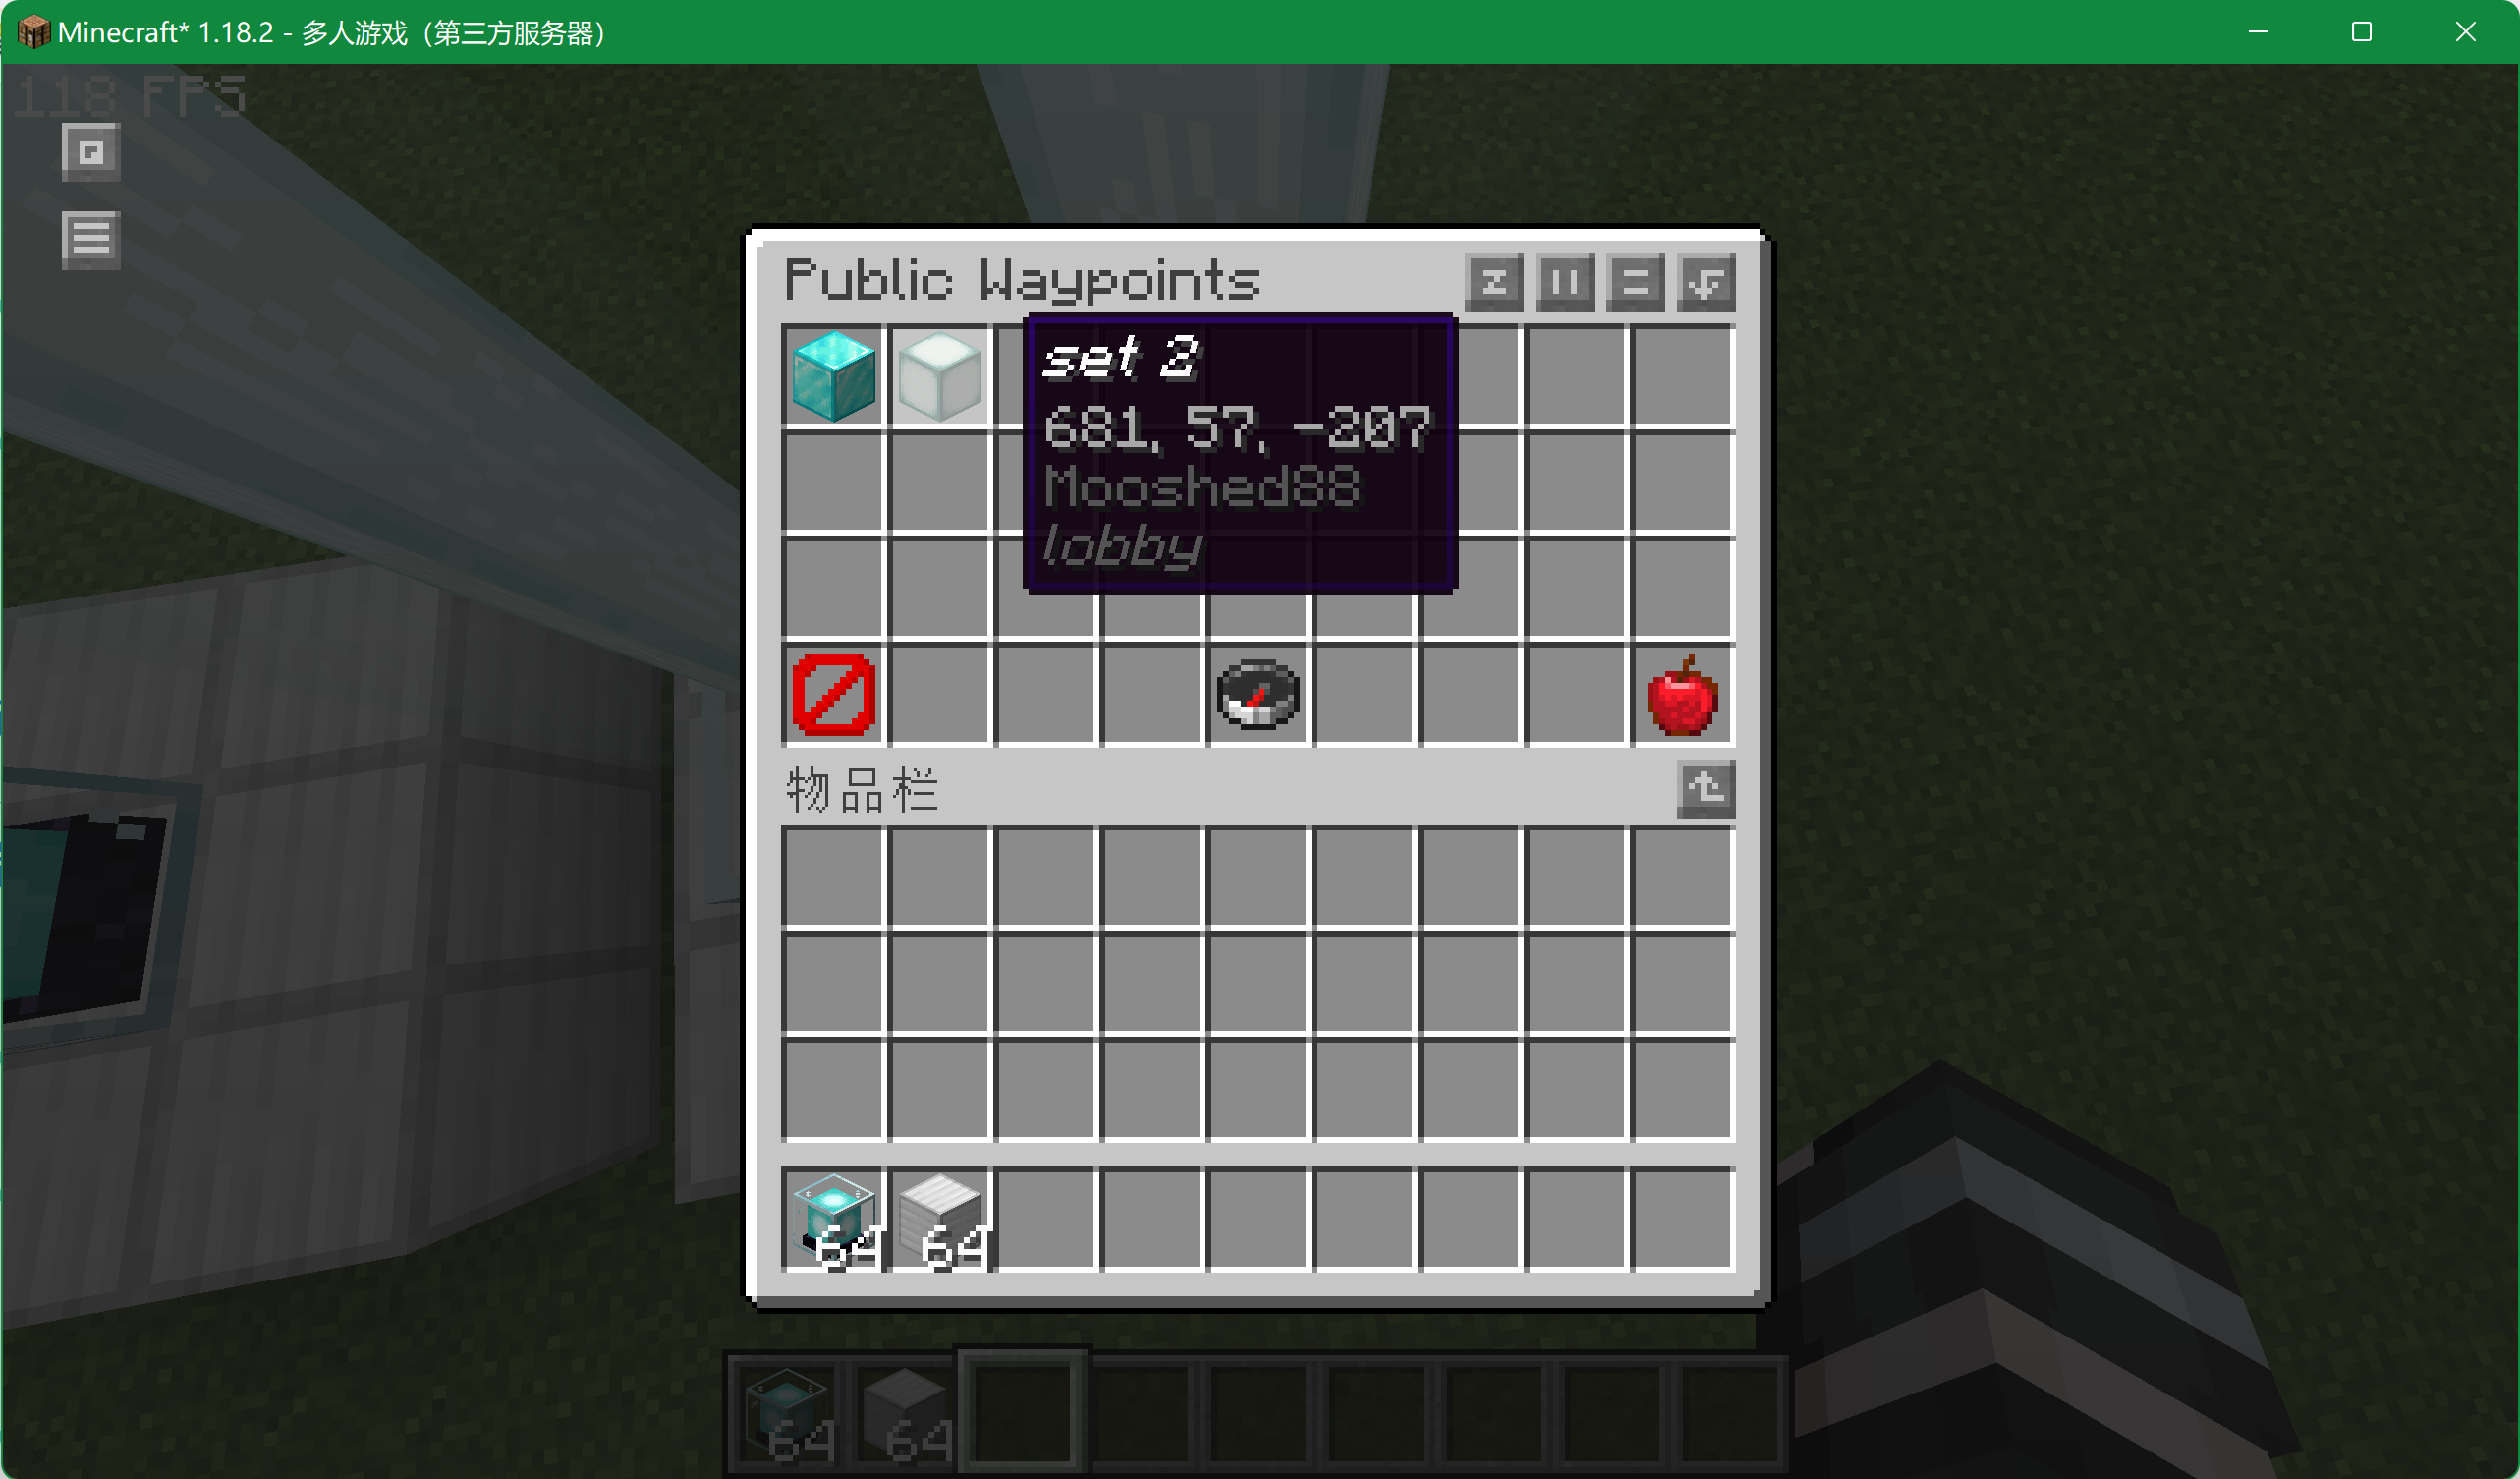 Minecraft* 1.18.2 - 多人游戏（第三方服务器）
118 FPS
Public Waypoints
set 2
681, 57, -207
Mooshed88
lobby
物品栏
64 64
64 64